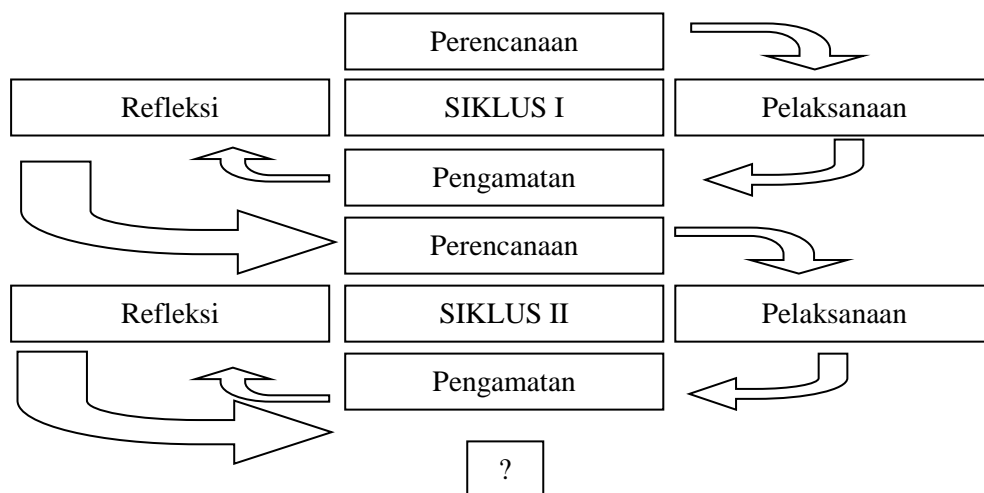 Perencanaan
Refleksi
SIKLUS I
Pelaksanaan
Pengamatan
Perencanaan
Refleksi
SIKLUS II
Pelaksanaan
Pengamatan
?